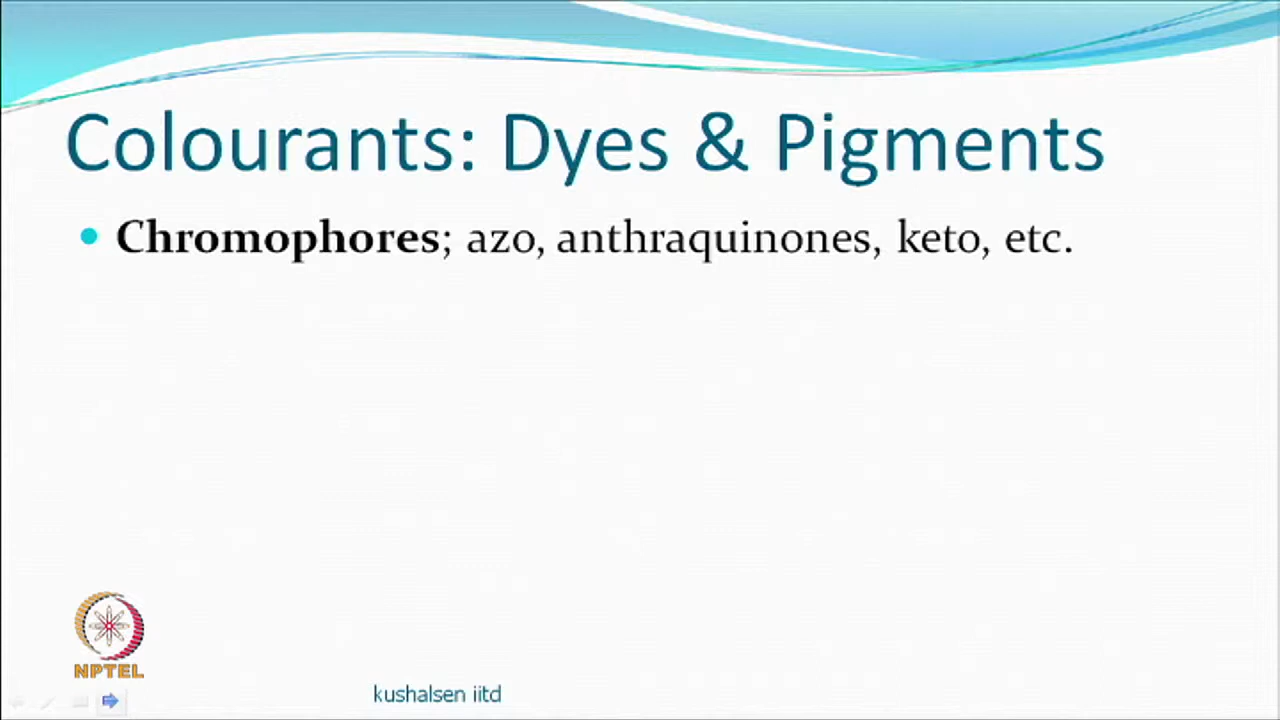 Colourants: Dyes & Pigments
Chromophores; azo, anthraquinones, keto, etc.
NPTEL
kushalsen iitd